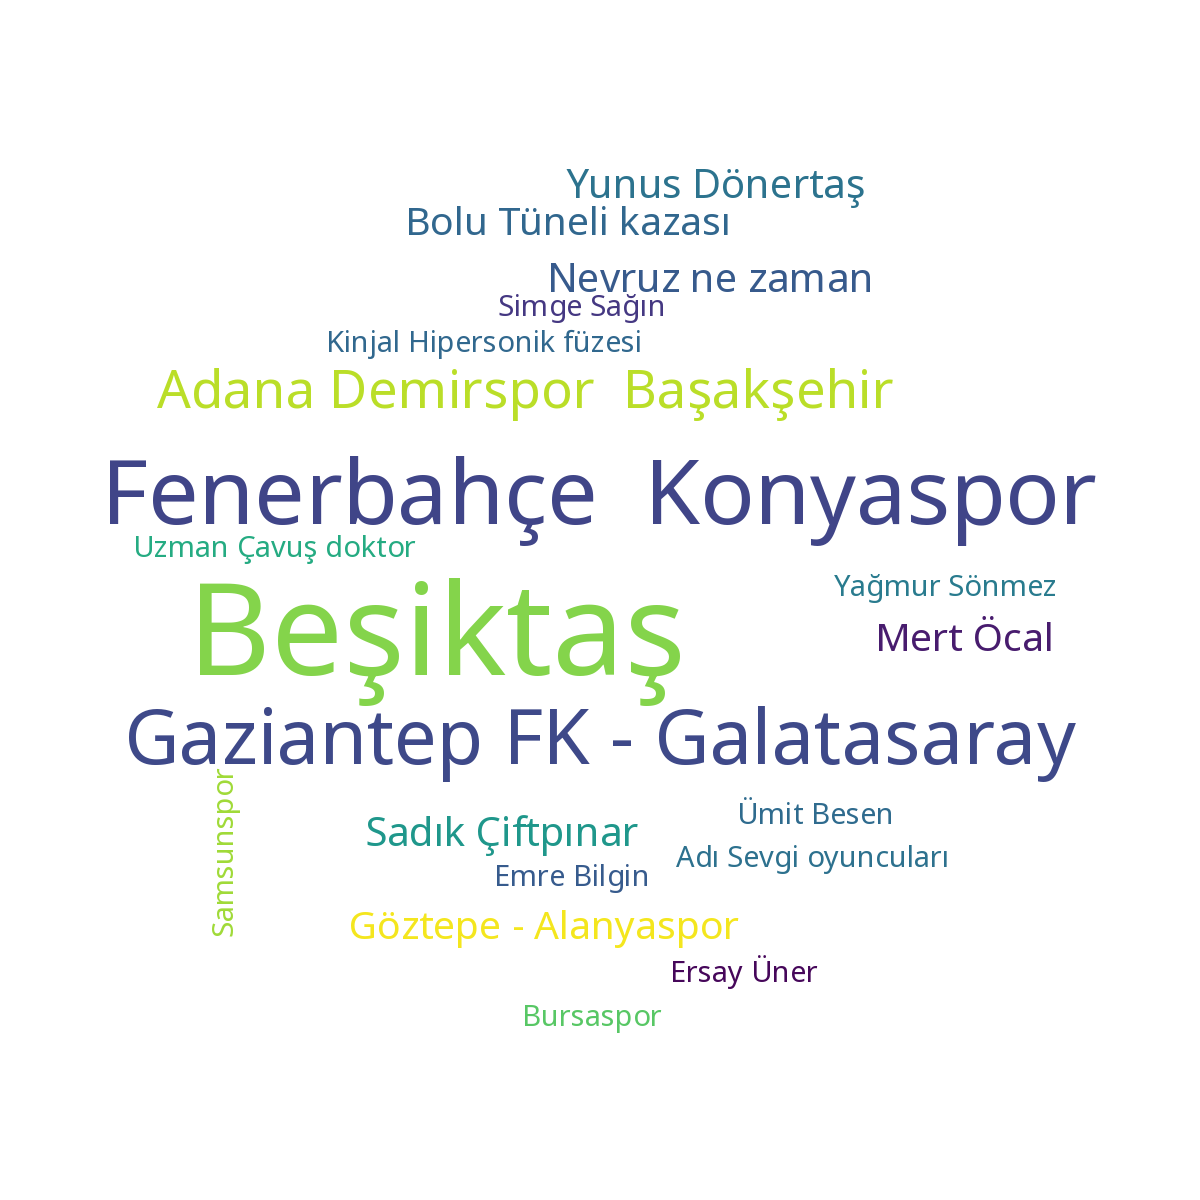 Yunus Dönertaş
Bolu Tüneli kazası
Nevruz ne zaman
Simge Sağın
Kinjal Hipersonik füzesi
Adana Demirspor  Başakşehir
Fenerbahçe  Konyaspor
Uzman Çavuş doktor
Beşiktaş
Yağmur Sönmez
Mert Öcal
Gaziantep FK - Galatasaray
Samsunspor
Ümit Besen
Sadık Çiftpınar
Adı Sevgi oyuncuları
Emre Bilgin
Göztepe - Alanyaspor
Ersay Üner
Bursaspor